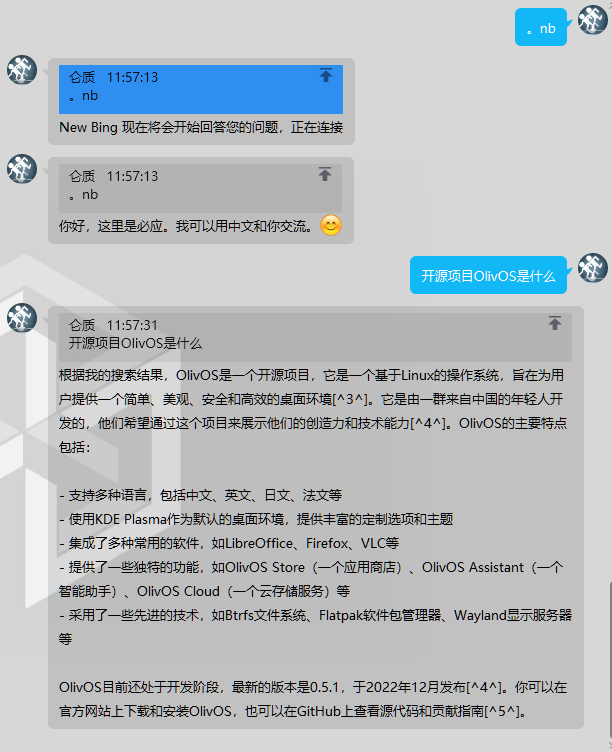 。nb
仑质 11:57:13
。nb
New Bing 现在将会开始回答您的问题，正在连接
仑质 11:57:13
。nb
你好，这里是必应。我可以用中文和你交流。😊
开源项目OlivOS是什么
仑质 11:57:31
开源项目OlivOS是什么
根据我的搜索结果，OlivOS是一个开源项目，它是一个基于Linux的操作系统，旨在为用
户提供一个简单、美观、安全和高效的桌面环境[^3^]。它是由一群来自中国的年轻人开
发的，他们希望通过这个项目来展示他们的创造力和技术能力[^4^]。OlivOS的主要特点
包括：
- 支持多种语言，包括中文、英文、日文、法文等
- 使用KDE Plasma作为默认的桌面环境，提供丰富的定制选项和主题
- 集成了多种常用的软件，如LibreOffice、Firefox、VLC等
- 提供了一些独特的功能，如OlivOS Store（一个应用商店）、OlivOS Assistant（一个
智能助手）、OlivOS Cloud（一个云存储服务）等
- 采用了一些先进的技术，如Btrfs文件系统、Flatpak软件包管理器、Wayland显示服务器
等
OlivOS目前还处于开发阶段，最新的版本是0.5.1，于2022年12月发布[^4^]。你可以在
官方网站上下载和安装OlivOS，也可以在GitHub上查看源代码和贡献指南[^5^]。